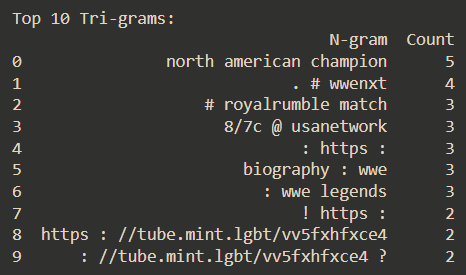 Top 10 Tri-grams:
N-gram Count
0 north american champion 5
1 . # wwenxt 4
2 # royalrumble match 3
3 8/7c @ usanetwork 3
4 : https : 3
5 biography : wwe 3
6 : wwe legends 3
7 ! https : 2
8 https : //tube.mint.lgbt/vv5fxhfxce4 2
9 : //tube.mint.lgbt/vv5fxhfxce4 ? 2